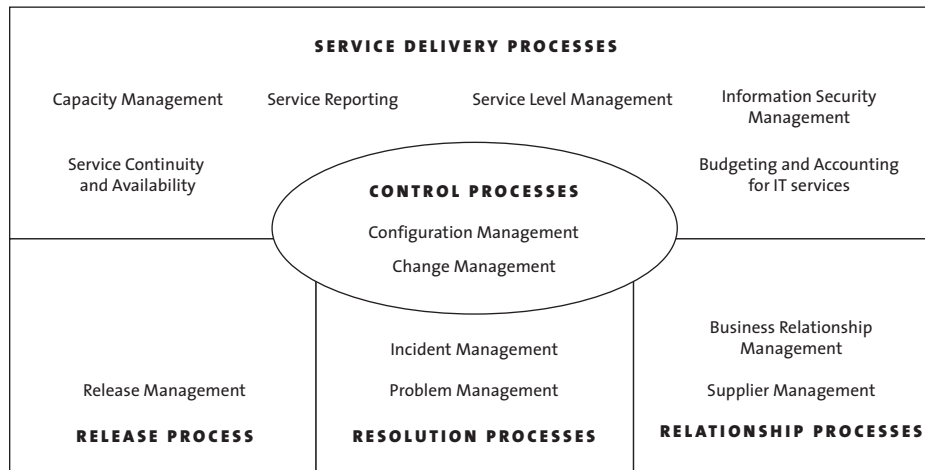 SERVICE DELIVERY PROCESSES
Capacity Management
Service Reporting
Service Level Management
Information Security
Management
Service Continuity
and Availability
Budgeting and Accounting
for IT services
CONTROL PROCESSES
Configuration Management
Change Management
Release Management
RELEASE PROCESS
Incident Management
Problem Management
RESOLUTION PROCESSES
Business Relationship
Management
Supplier Management
RELATIONSHIP PROCESSES